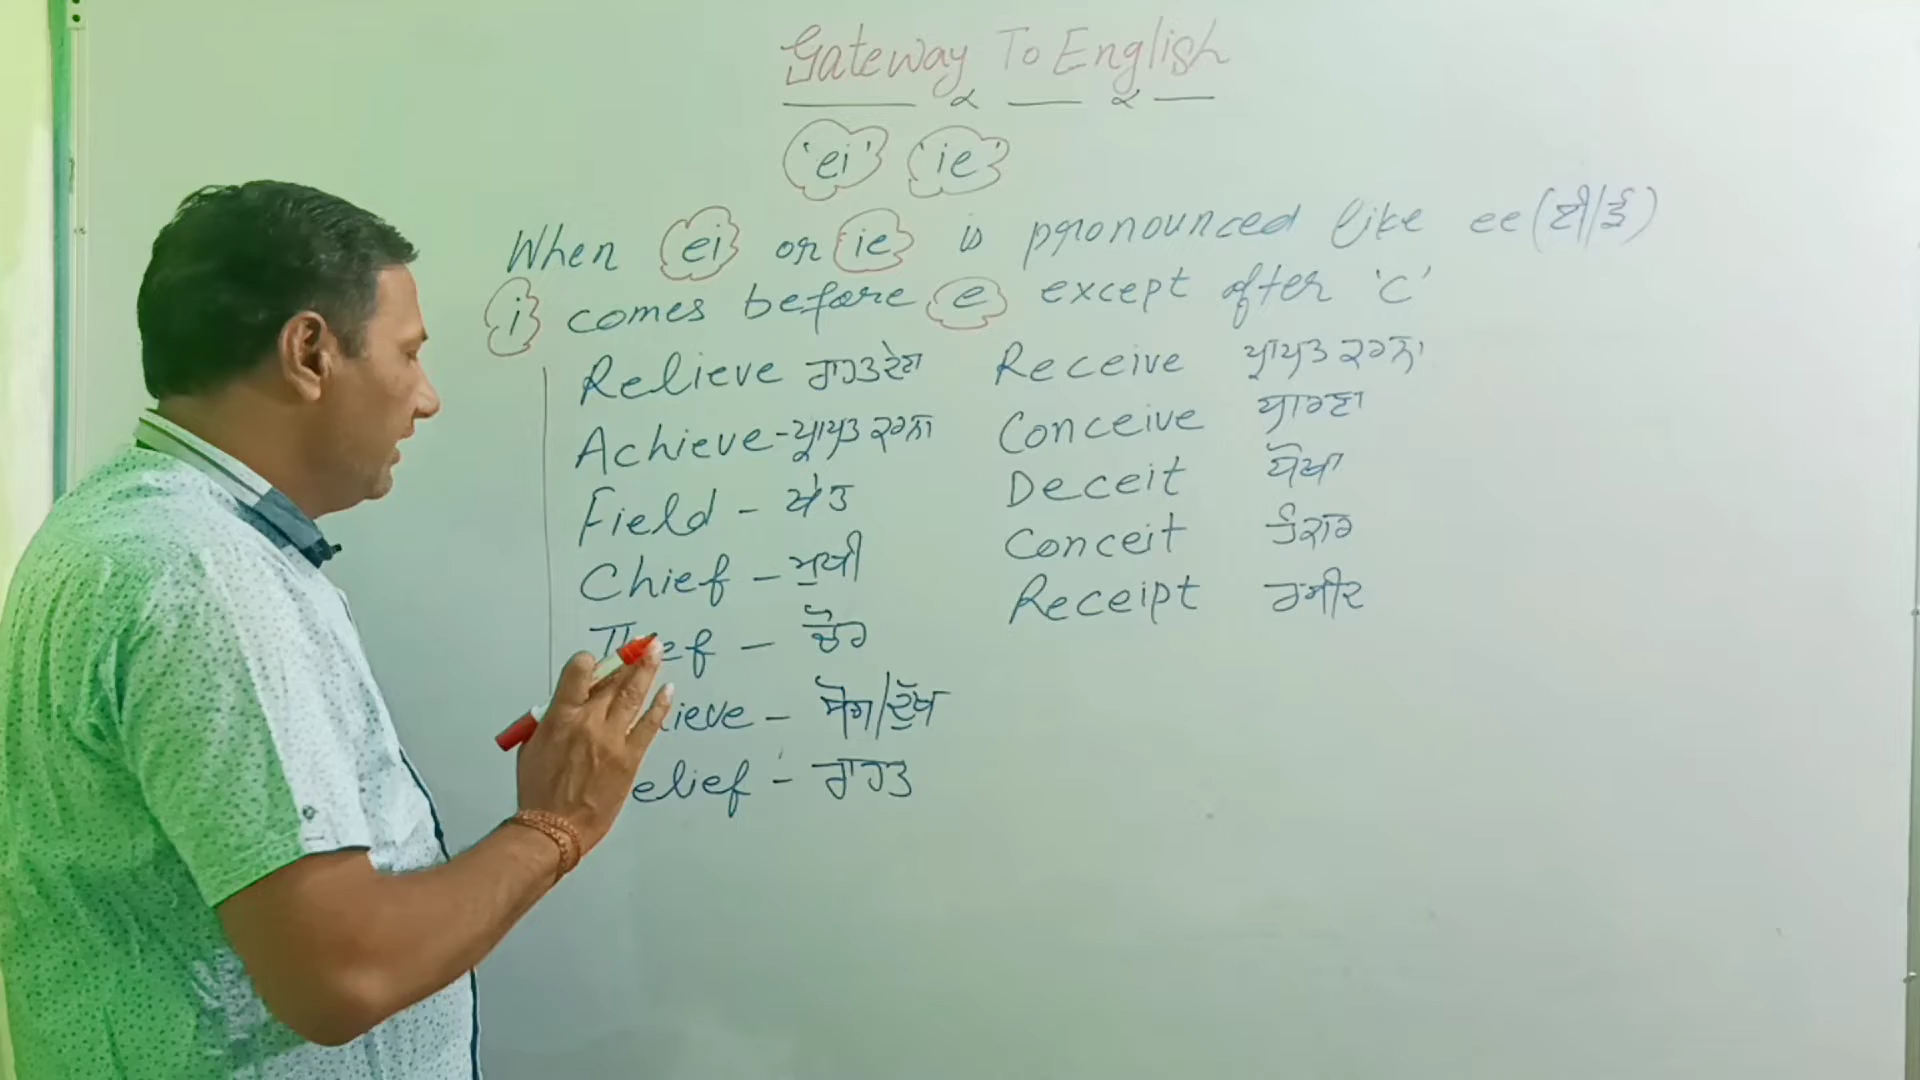 Gateway To English
'ei' 'ie'
When ei or ie is pronounced like ee (ਈ/ਙ)
i comes before e except after 'c'
Relieve ਰਾਹਤ ਦੇਣਾ Receive ਪ੍ਰਾਪਤ ਕਰਨਾ
Achieve - ਪ੍ਰਾਪਤ ਕਰਨਾ Conceive ਧਾਰਣਾ
Field - ਖੇਤ Deceit ਧੋਖਾ
Chief - ਮੁਖੀ Conceit ਹੰਕਾਰ
ef - ਚੋਰ Receipt ਰਸੀਦ
ieve - ਸੋਗ/ਦੁੱਖ
elief - ਰਾਹਤ